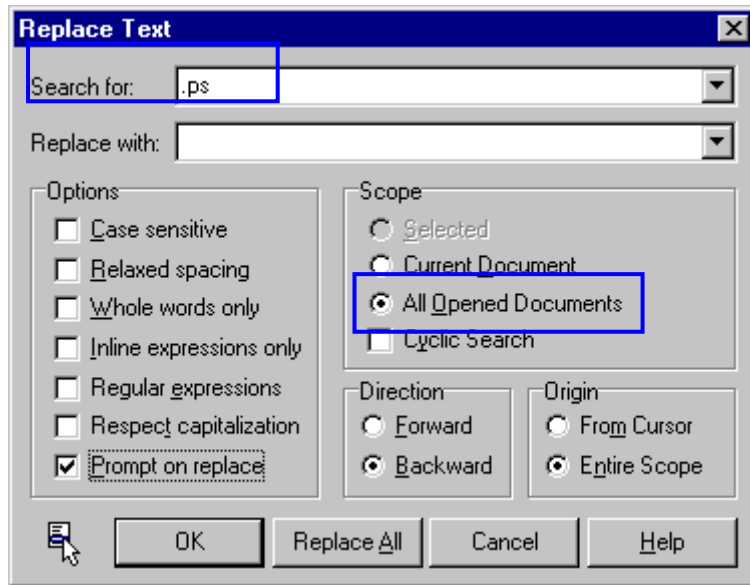 Replace Text
Search for: .ps
Replace with:
Options
Case sensitive
Relaxed spacing
Whole words only
Inline expressions only
Regular expressions
Respect capitalization
Prompt on replace
Scope
Selected
Current Document
All Opened Documents
Cyclic Search
Direction
Forward
Backward
Origin
From Cursor
Entire Scope
OK
Replace All
Cancel
Help